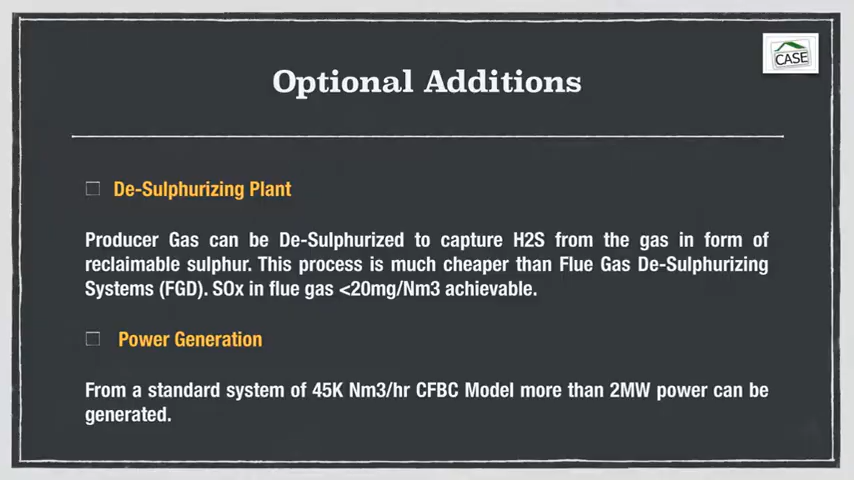 CASE
Optional Additions
De-Sulphurizing Plant
Producer Gas can be De-Sulphurized to capture H2S from the gas in form of
reclaimable sulphur. This process is much cheaper than Flue Gas De-Sulphurizing
Systems (FGD). SOx in flue gas <20mg/Nm3 achievable.
Power Generation
From a standard system of 45K Nm3/hr CFBC Model more than 2MW power can be
generated.